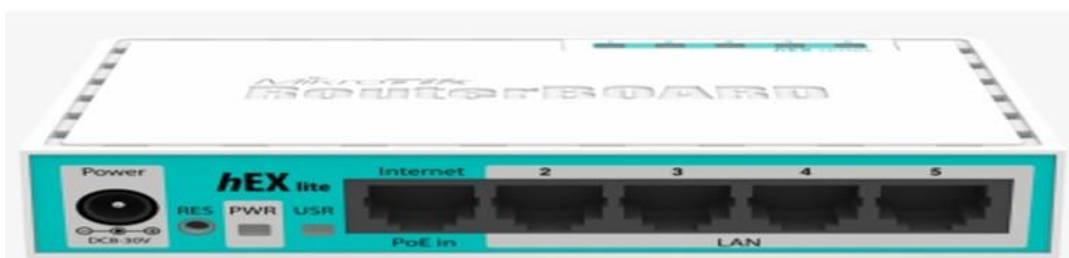 MikroTik
RouterBOARD
Power
DC8-30V
RES
hEX lite
PWR
USR
Internet
PoE in
2
3
4
5
LAN